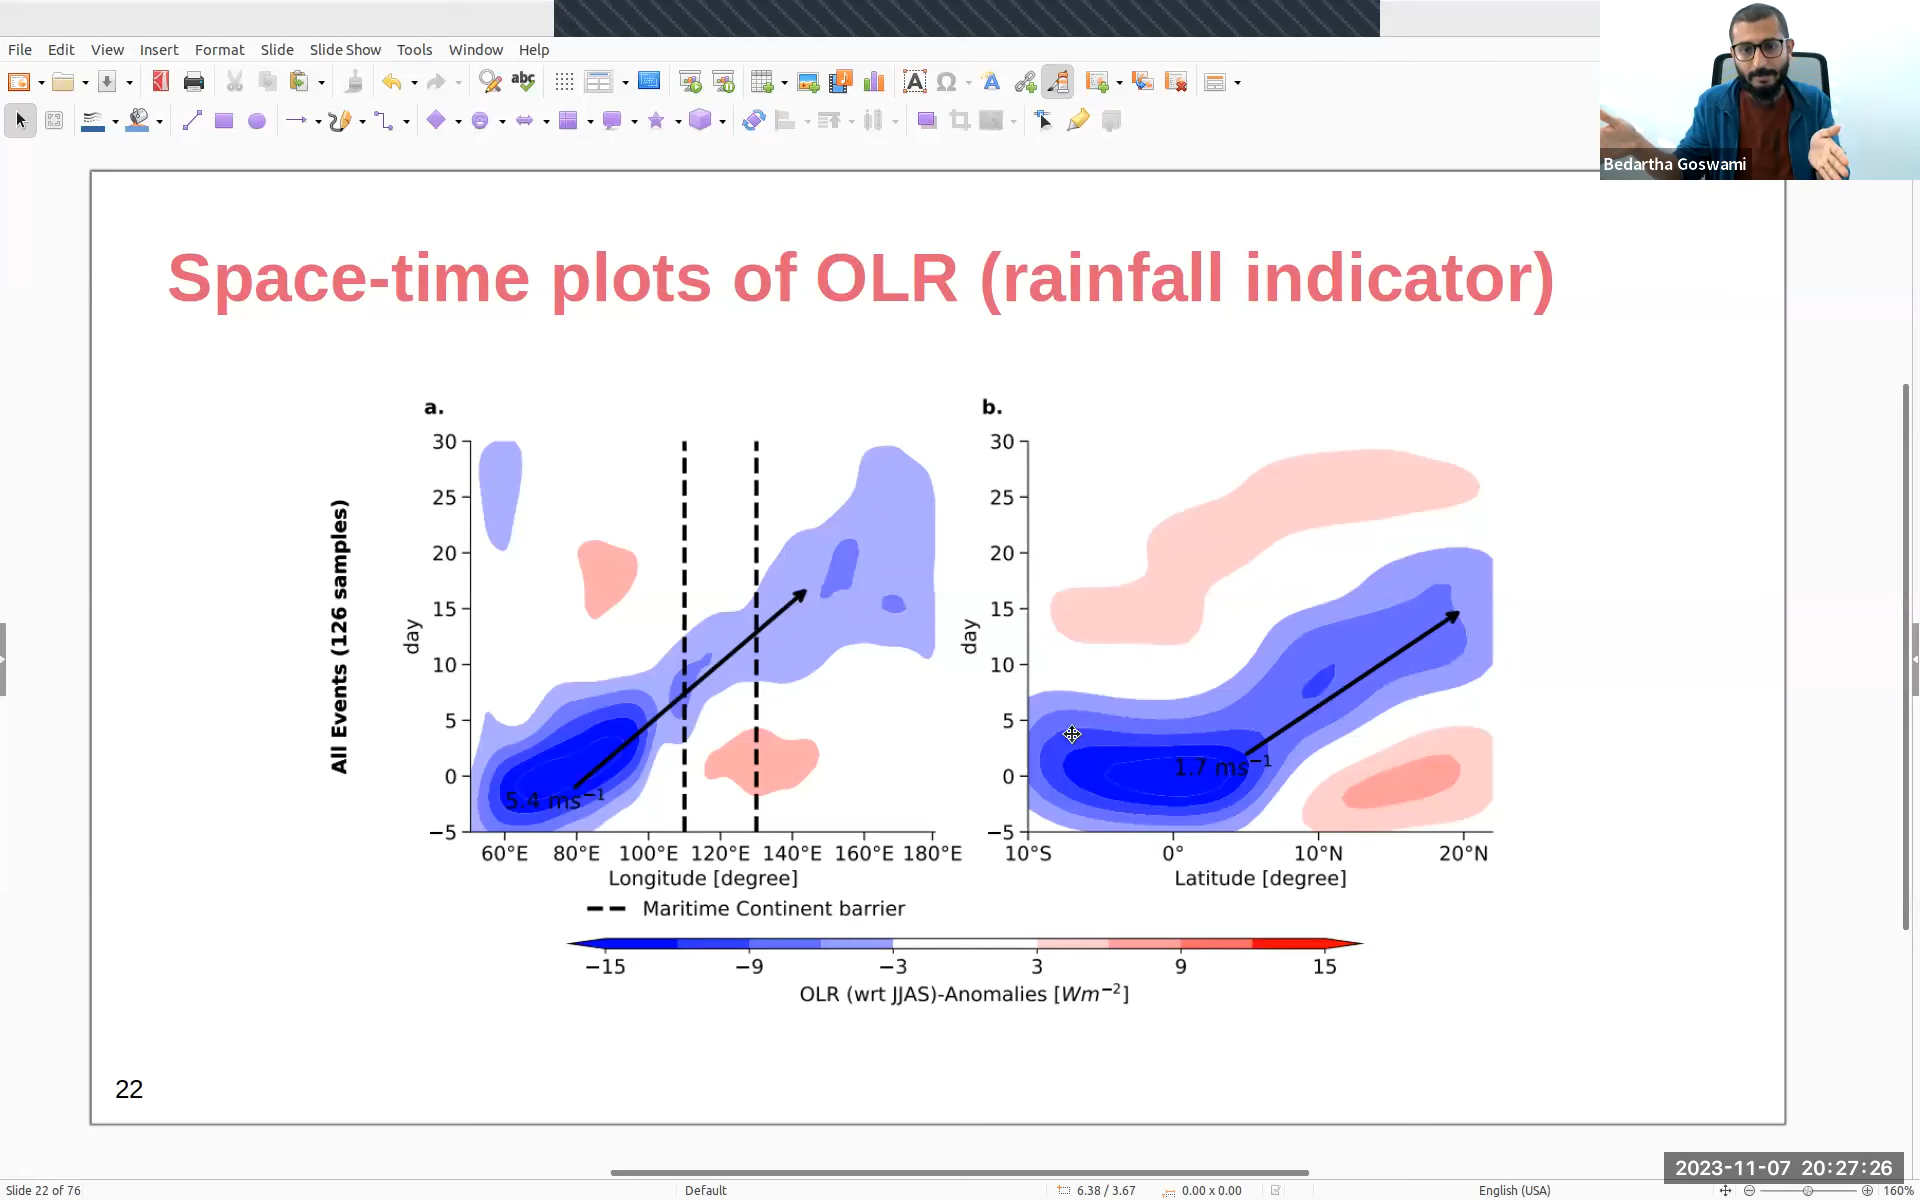 File Edit View Insert Format Slide Slide Show Tools Window Help
Bedartha Goswami
Space-time plots of OLR (rainfall indicator)
a.
b.
All Events (126 samples)
day
30
25
20
15
10
5
0
−5
5.4 ms⁻¹
60°E 80°E 100°E 120°E 140°E 160°E 180°E
Longitude [degree]
day
30
25
20
15
10
5
0
−5
1.7 ms⁻¹
10°S 0° 10°N 20°N
Latitude [degree]
Maritime Continent barrier
−15 −9 −3 3 9 15
OLR (wrt JJAS)-Anomalies [Wm⁻²]
22
2023-11-07 20:27:26
Slide 22 of 76 Default 6.38 / 3.67 0.00 x 0.00 English (USA) 160%